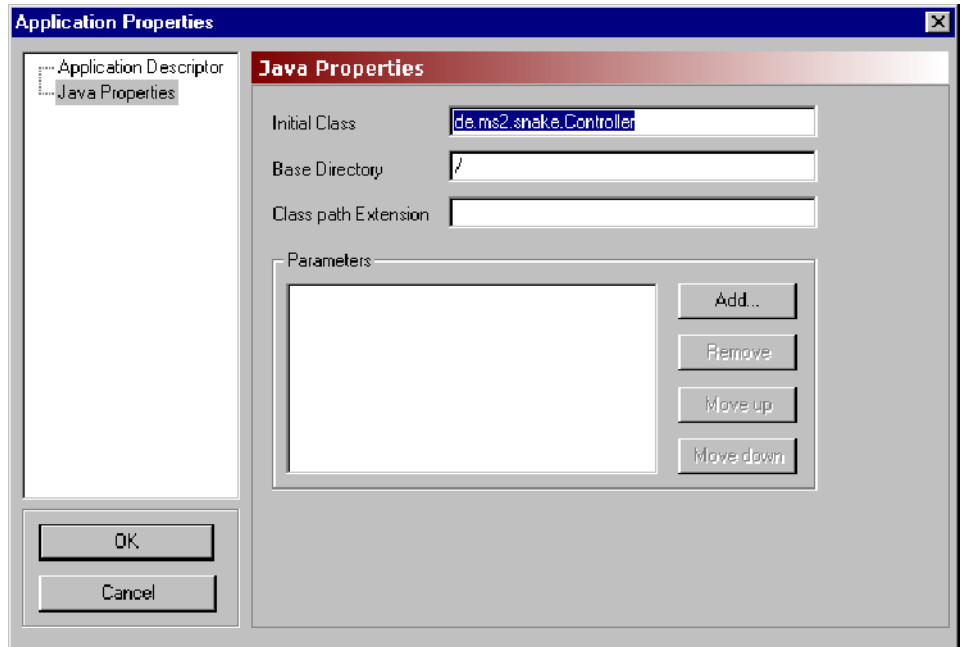 Application Properties
Application Descriptor
Java Properties
Java Properties
Initial Class
de.ms2.snake.Controller
Base Directory
/
Class path Extension
Parameters
Add...
Remove
Move up
Move down
OK
Cancel